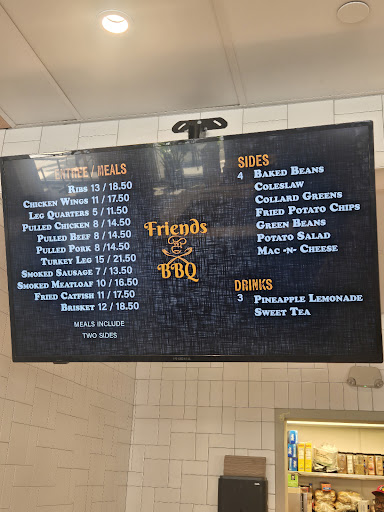 ENTREE / MEALS
RIBS 13 / 18.50
CHICKEN WINGS 11 / 17.50
LEG QUARTERS 5 / 11.50
PULLED CHICKEN 8 / 14.50
PULLED BEEF 8 / 14.50
PULLED PORK 8 / 14.50
TURKEY LEG 15 / 21.50
SMOKED SAUSAGE 7 / 13.50
SMOKED MEATLOAF 10 / 16.50
FRIED CATFISH 11 / 17.50
BRISKET 12 / 18.50
MEALS INCLUDE
TWO SIDES
Friends
BBQ
SIDES
4 BAKED BEANS
COLESLAW
COLLARD GREENS
FRIED POTATO CHIPS
GREEN BEANS
POTATO SALAD
MAC -N- CHEESE
DRINKS
3 PINEAPPLE LEMONADE
SWEET TEA